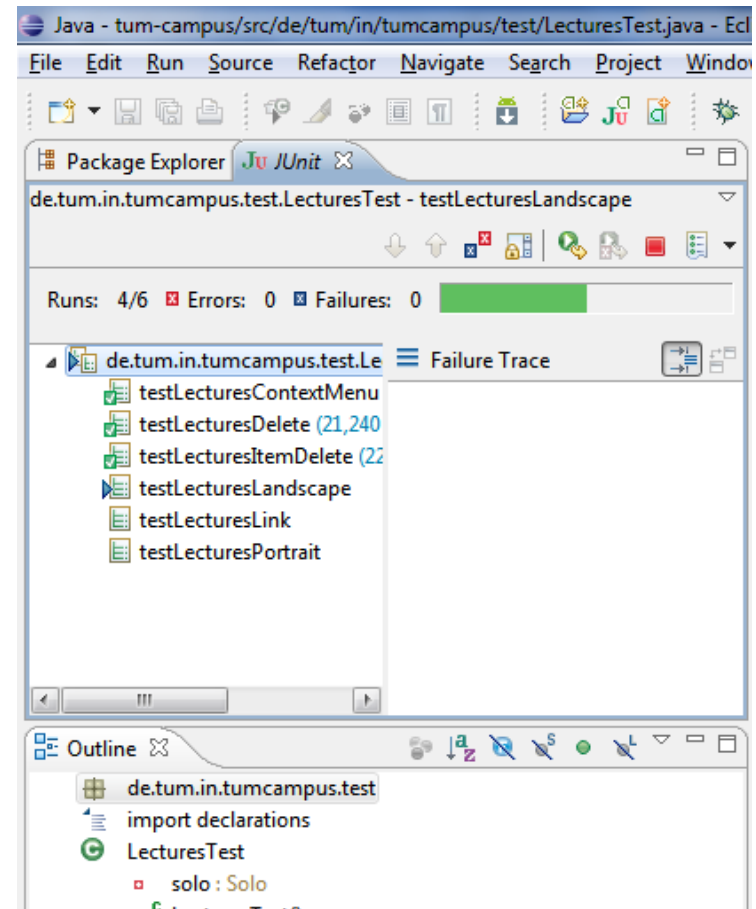 Java - tum-campus/src/de/tum/in/tumcampus/test/LecturesTest.java - Ecl
File Edit Run Source Refactor Navigate Search Project Window
Package Explorer JUnit
de.tum.in.tumcampus.test.LecturesTest - testLecturesLandscape
Runs: 4/6 Errors: 0 Failures: 0
de.tum.in.tumcampus.test.Le
Failure Trace
testLecturesContextMenu
testLecturesDelete (21,240
testLecturesItemDelete (22
testLecturesLandscape
testLecturesLink
testLecturesPortrait
Outline
de.tum.in.tumcampus.test
import declarations
LecturesTest
solo : Solo